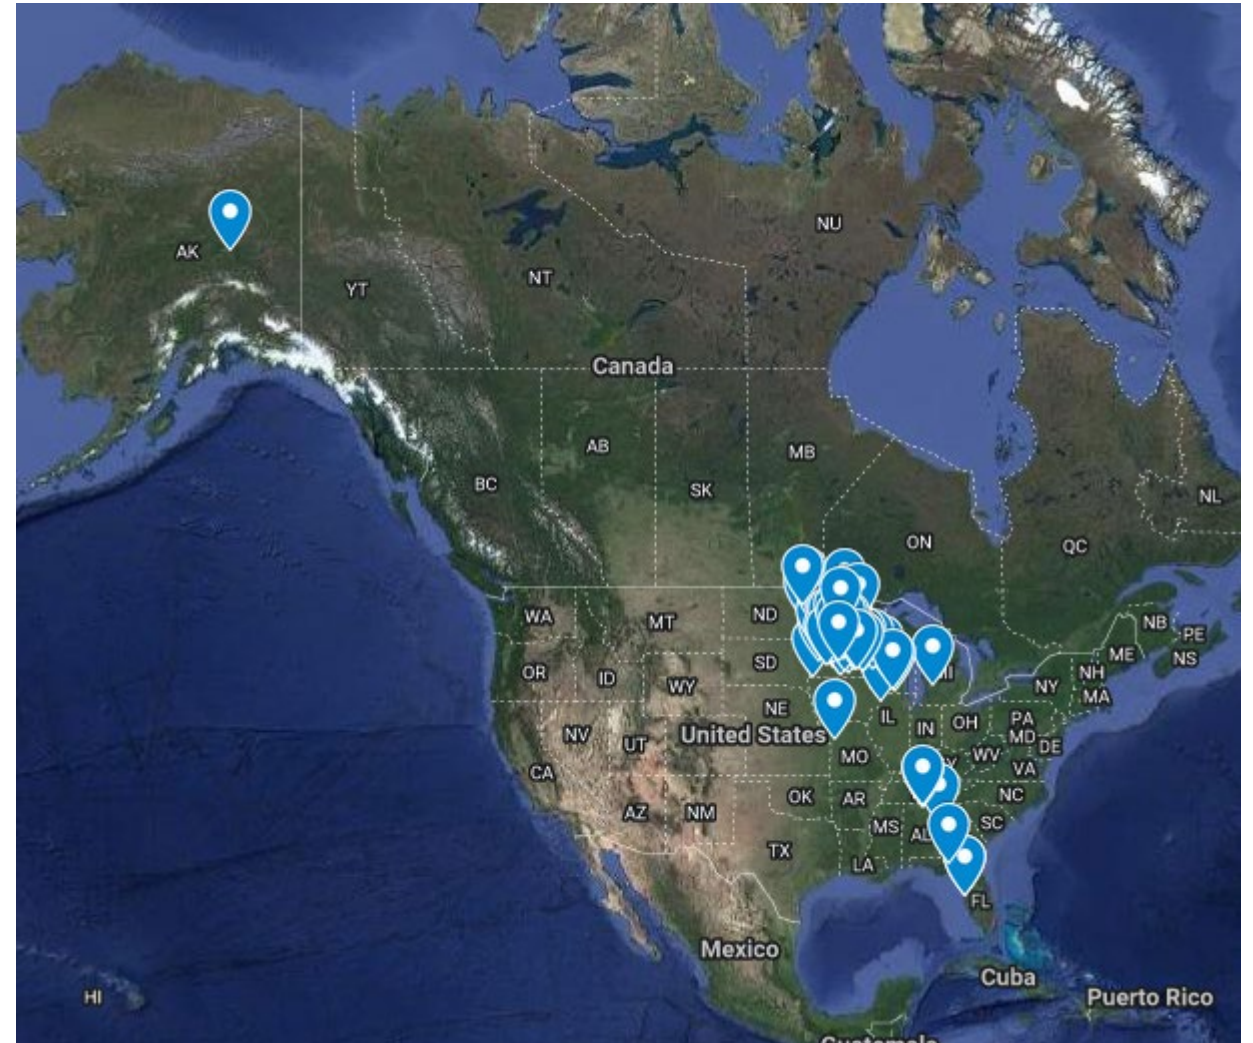 NU
AK
NT
YT
Canada
AB
MB
BC
SK
NL
ON
QC
WA
MT
ND
NB
PE
ME
NS
OR
ID
SD
NH
WY
NY
MA
NE
IL
PA
NV
United States
IN
OH
MD
UT
DE
MO
WV
CA
VA
OK
AR
NC
AZ
NM
MS
SC
TX
LA
FL
Mexico
Cuba
HI
Puerto Rico